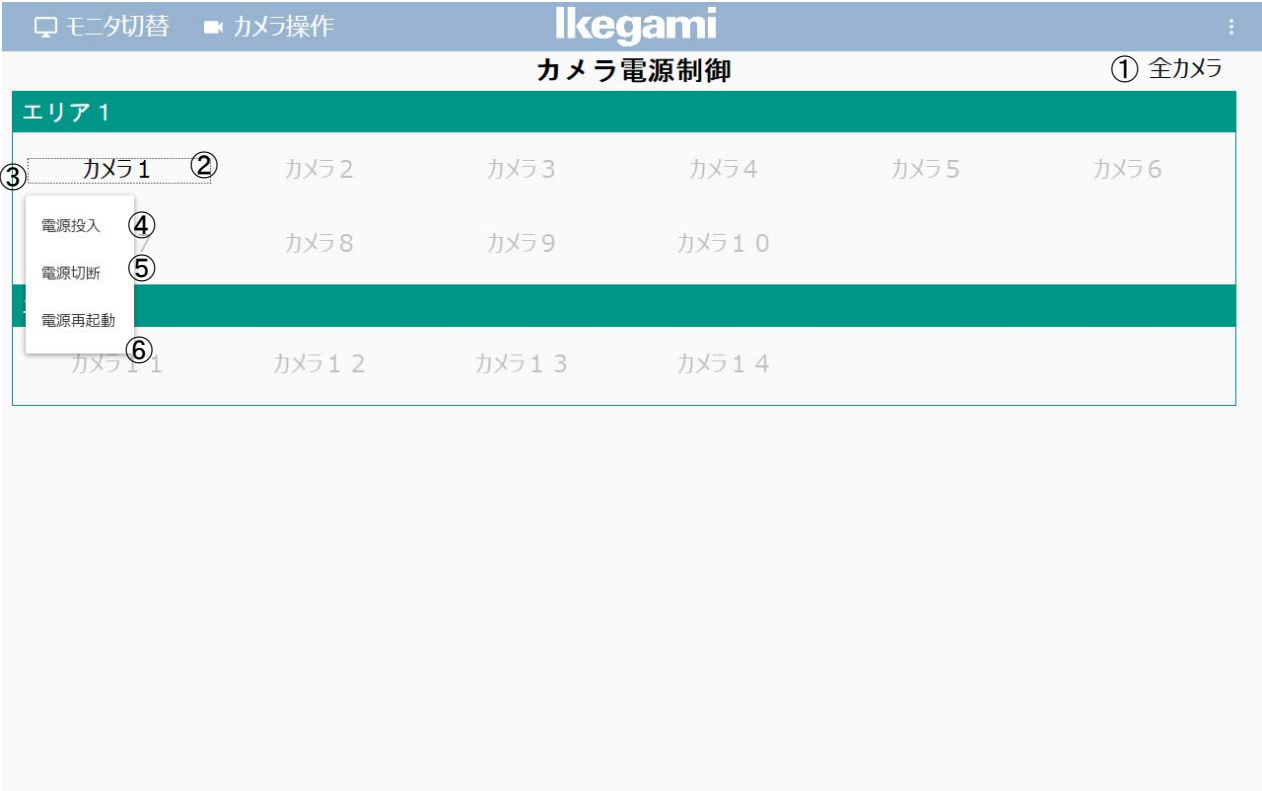 モニタ切替 カメラ操作 Ikegami
カメラ電源制御 ① 全カメラ
エリア１
③ カメラ１ ② カメラ２ カメラ３ カメラ４ カメラ５ カメラ６
電源投入 ④
7 カメラ８ カメラ９ カメラ１０
電源切断 ⑤
電源再起動
⑥
カメラ１１ カメラ１２ カメラ１３ カメラ１４